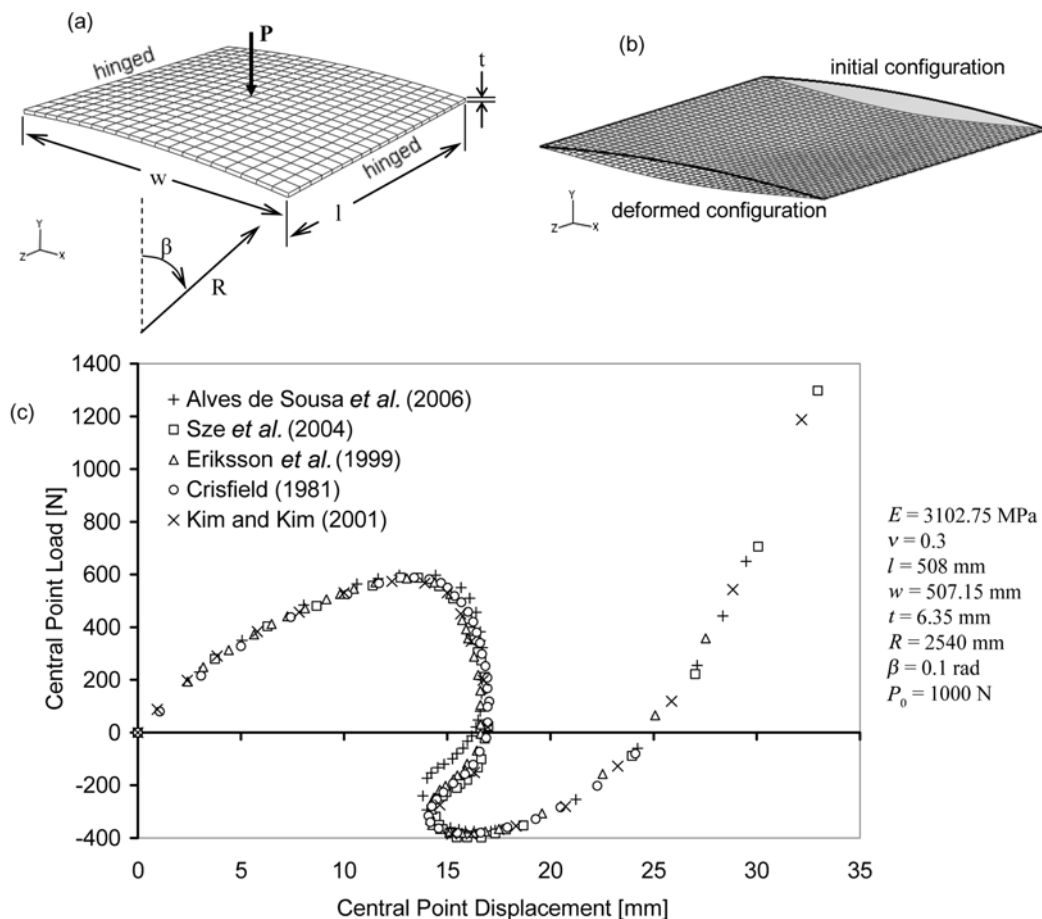 (a)
P
hinged
t
hinged
w
l
β
R
Y
Z
X
(b)
initial configuration
deformed configuration
Y
Z
X
(c)
Central Point Load [N]
1400
1200
1000
800
600
400
200
0
-200
-400
+ Alves de Sousa et al. (2006)
□ Sze et al. (2004)
△ Eriksson et al. (1999)
○ Crisfield (1981)
× Kim and Kim (2001)
0 5 10 15 20 25 30 35
Central Point Displacement [mm]
E = 3102.75 MPa
ν = 0.3
l = 508 mm
w = 507.15 mm
t = 6.35 mm
R = 2540 mm
β = 0.1 rad
P₀ = 1000 N